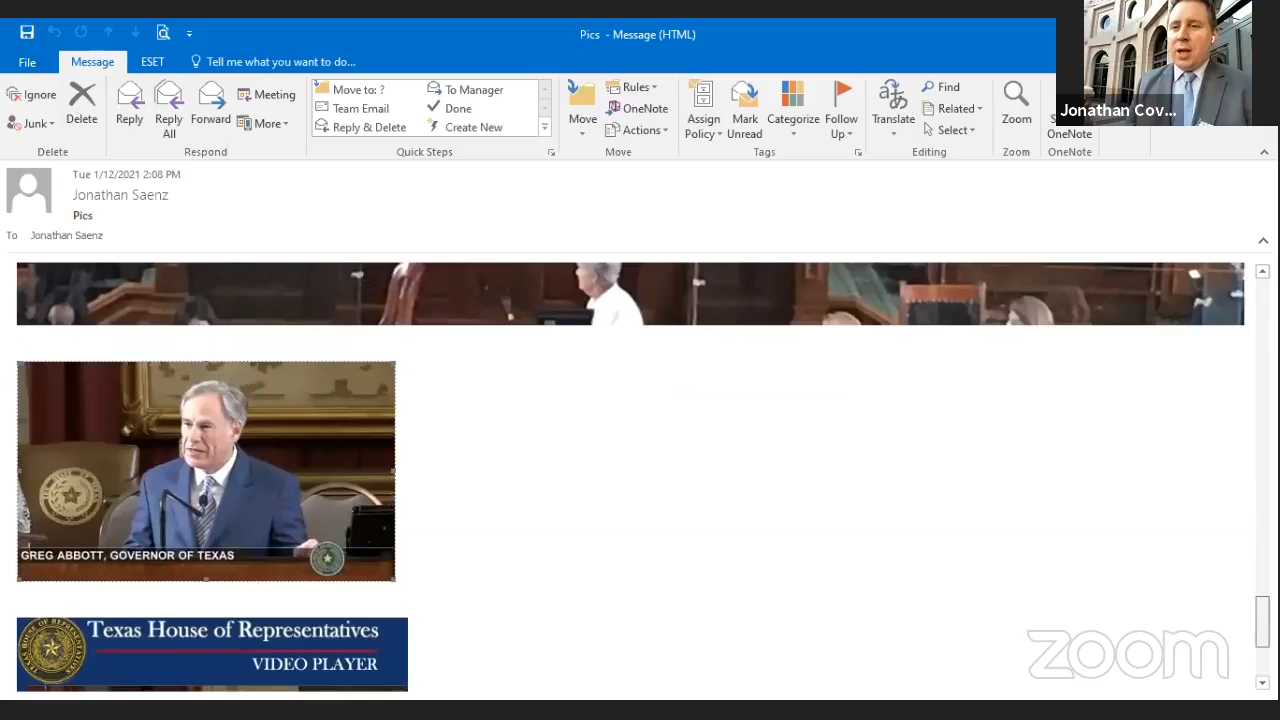 Pics - Message (HTML)
File Message ESET Tell me what you want to do...
Ignore
Junk
Delete
Reply
Reply All
Forward
Meeting
More
Move to: ?
Team Email
Reply & Delete
To Manager
Done
Create New
Move
Rules
OneNote
Actions
Assign Policy
Mark Unread
Categorize
Follow Up
Translate
Find
Related
Select
Zoom
OneNote
Delete Respond Quick Steps Move Tags Editing Zoom OneNote
Jonathan Cov...
Tue 1/12/2021 2:08 PM
Jonathan Saenz
Pics
To Jonathan Saenz
GREG ABBOTT, GOVERNOR OF TEXAS
Texas House of Representatives
VIDEO PLAYER
zoom